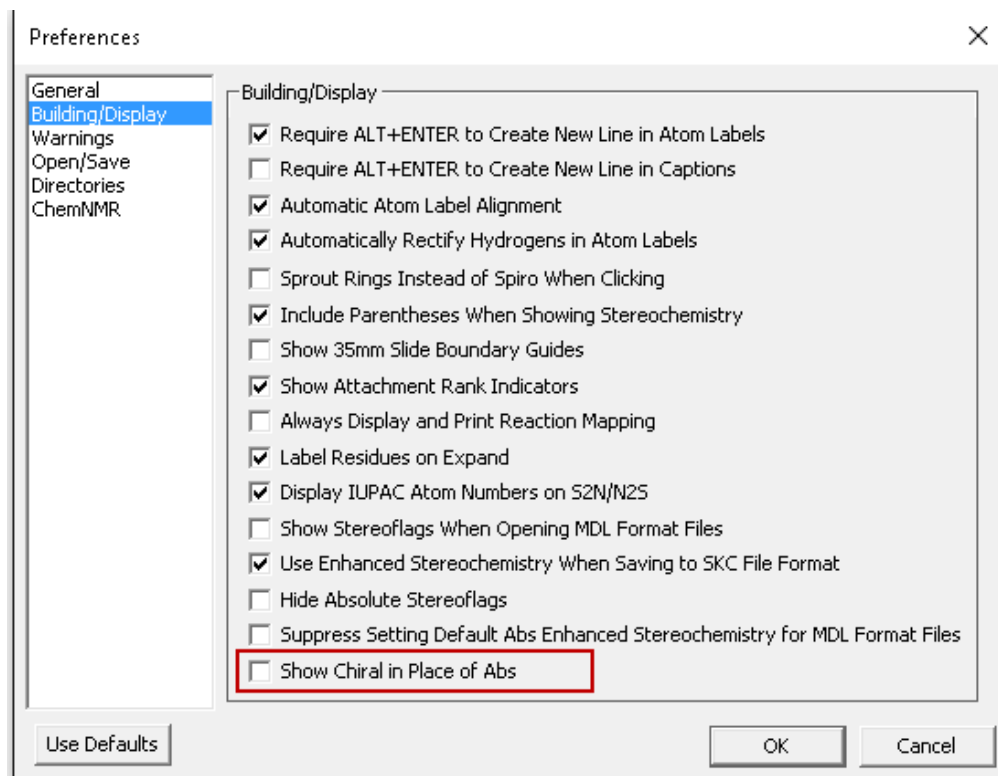 Preferences
General
Building/Display
Warnings
Open/Save
Directories
ChemNMR
Building/Display
Require ALT+ENTER to Create New Line in Atom Labels
Require ALT+ENTER to Create New Line in Captions
Automatic Atom Label Alignment
Automatically Rectify Hydrogens in Atom Labels
Sprout Rings Instead of Spiro When Clicking
Include Parentheses When Showing Stereochemistry
Show 35mm Slide Boundary Guides
Show Attachment Rank Indicators
Always Display and Print Reaction Mapping
Label Residues on Expand
Display IUPAC Atom Numbers on S2N/N2S
Show Stereoflags When Opening MDL Format Files
Use Enhanced Stereochemistry When Saving to SKC File Format
Hide Absolute Stereoflags
Suppress Setting Default Abs Enhanced Stereochemistry for MDL Format Files
Show Chiral in Place of Abs
Use Defaults
OK
Cancel